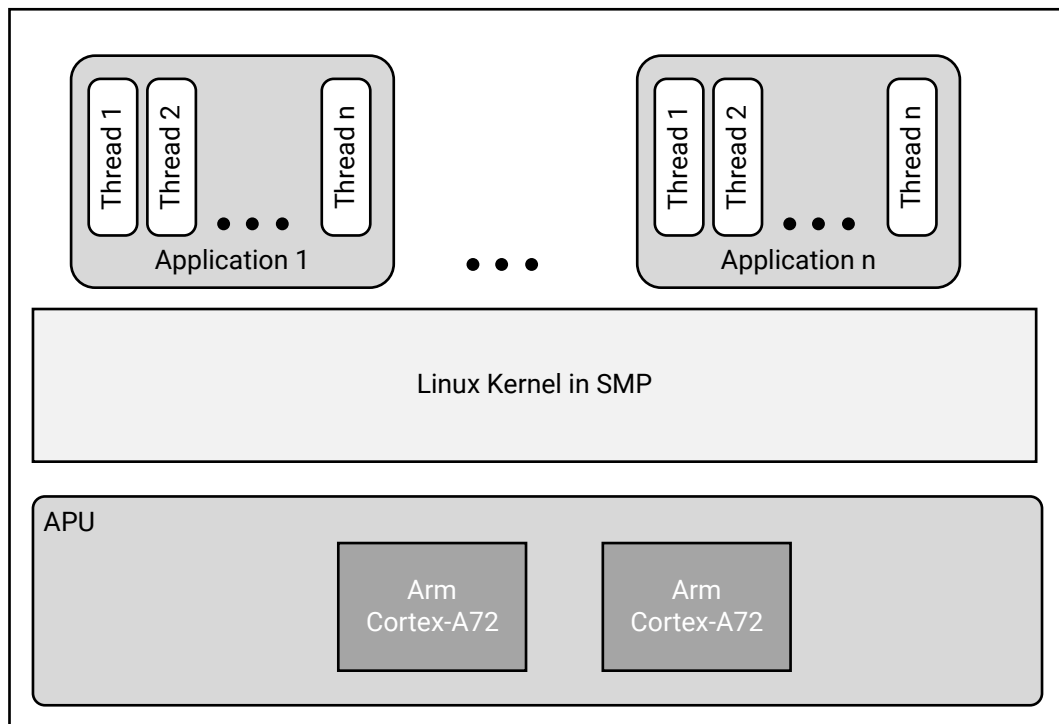 Thread 1
Thread 2
Thread n
Application 1
Thread 1
Thread 2
Thread n
Application n
Linux Kernel in SMP
APU
Arm
Cortex-A72
Arm
Cortex-A72